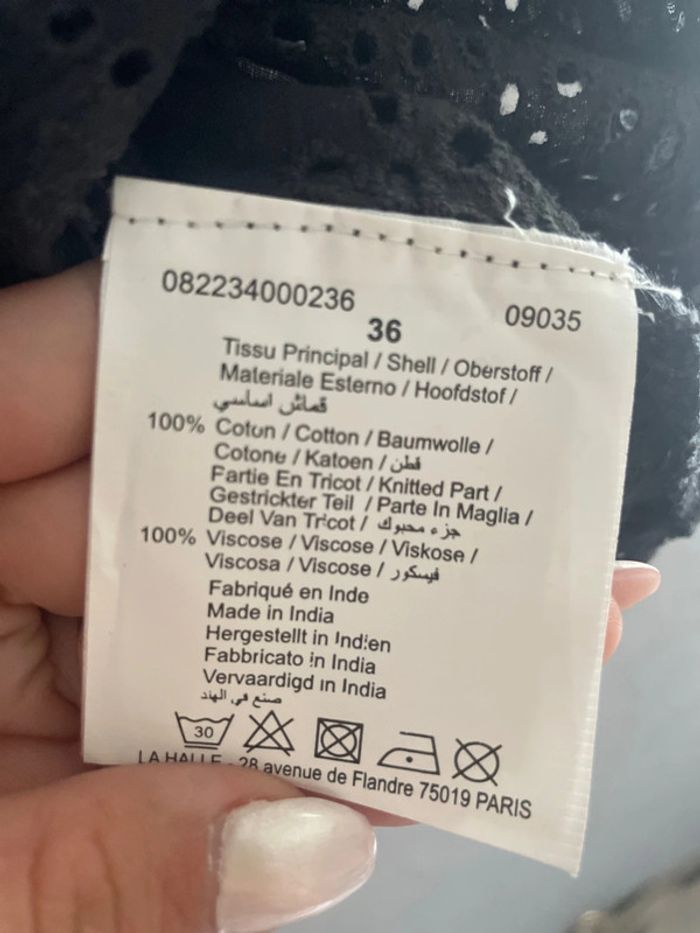 082234000236
09035
36
Tissu Principal / Shell / Oberstoff /
Materiale Esterno / Hoofdstof /
قماش اساسي
100% Coton / Cotton / Baumwolle /
Cotone / Katoen / قطن
Partie En Tricot / Knitted Part /
Gestrickter Teil / Parte In Maglia /
Deel Van Tricot / جزء محبوك
100% Viscose / Viscose / Viskose /
Viscosa / Viscose / فيسكور
Fabriqué en Inde
Made in India
Hergestellt in Indien
Fabbricato in India
Vervaardigd in India
صنع في الهند
30
LA HALLE - 28 avenue de Flandre 75019 PARIS